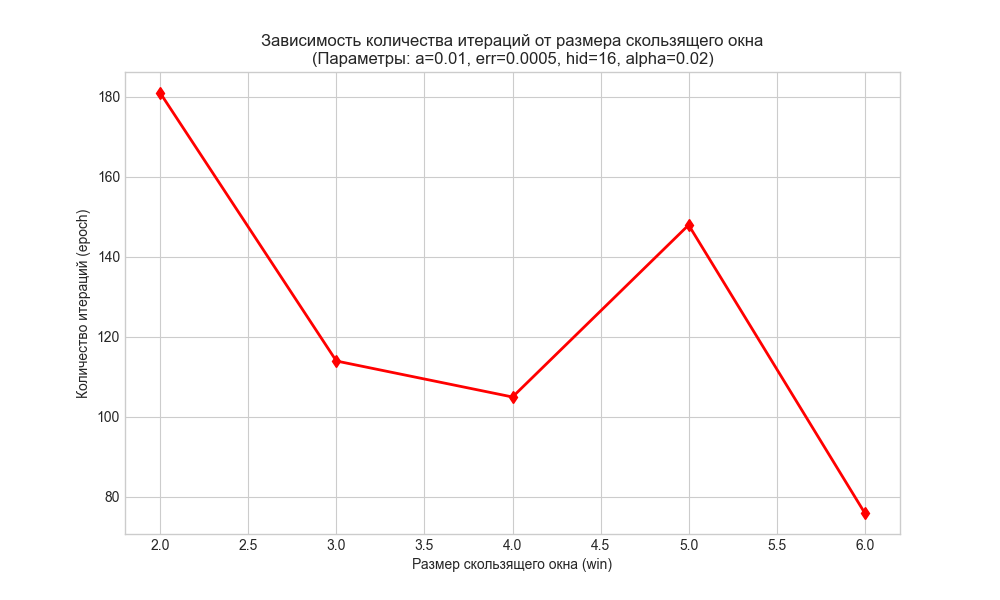 Зависимость количества итераций от размера скользящего окна
(Параметры: a=0.01, err=0.0005, hid=16, alpha=0.02)
Количество итераций (epoch)
180
160
140
120
100
80
2.0 2.5 3.0 3.5 4.0 4.5 5.0 5.5 6.0
Размер скользящего окна (win)